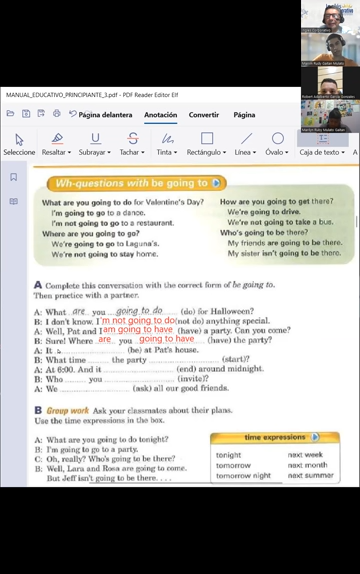 MANUAL_EDUCATIVO_PRINCIPIANTE_3.pdf - PDF Reader Editor Elf
Página delantera Anotación Convertir Página
Seleccione Resaltar Subrayar Tachar Tinta Rectángulo Línea Óvalo Caja de texto
Wh-questions with be going to
What are you going to do for Valentine's Day?
I'm going to go to a dance.
I'm not going to go to a restaurant.
Where are you going to go?
We're going to go to Laguna's.
We're not going to stay home.
How are you going to get there?
We're going to drive.
We're not going to take a bus.
Who's going to be there?
My friends are going to be there.
My sister isn't going to be there.
A Complete this conversation with the correct form of be going to.
Then practice with a partner.
A: What are you going to do (do) for Halloween?
B: I don't know. I 'm not going to do (not do) anything special.
A: Well, Pat and I am going to have (have) a party. Can you come?
B: Sure! Where are you going to have (have) the party?
A: It (be) at Pat's house.
B: What time the party (start)?
A: At 6:00. And it (end) around midnight.
B: Who you (invite)?
A: We (ask) all our good friends.
B Group work Ask your classmates about their plans.
Use the time expressions in the box.
A: What are you going to do tonight?
B: I'm going to go to a party.
C: Oh, really? Who's going to be there?
B: Well, Lara and Rosa are going to come.
But Jeff isn't going to be there. . . .
time expressions
tonight next week
tomorrow next month
tomorrow night next summer